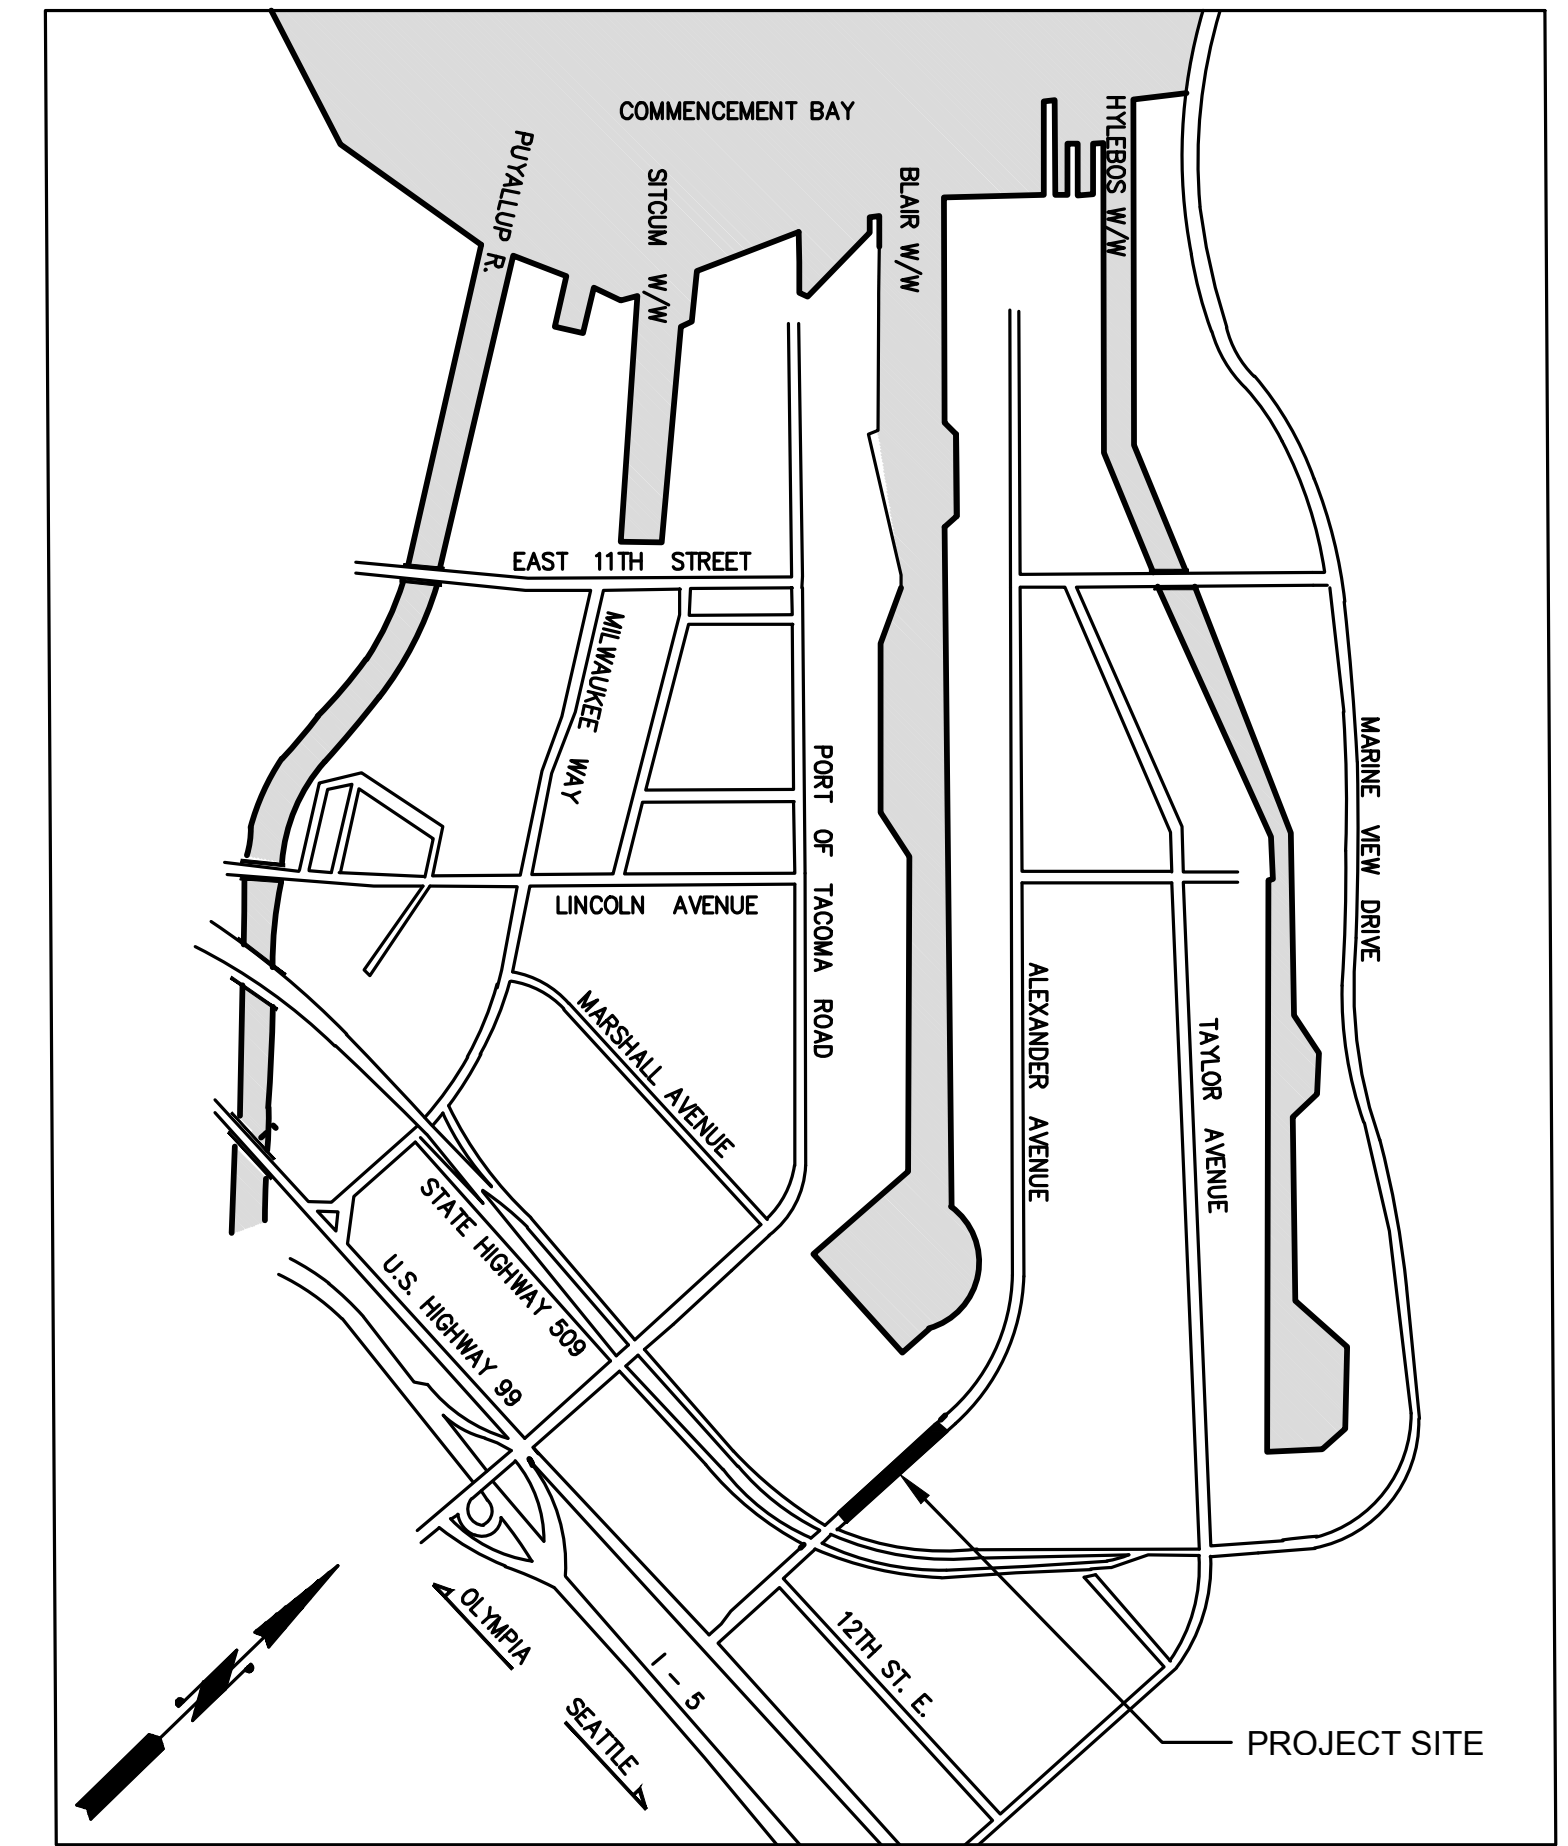 COMMENCEMENT BAY
PUYALLUP R.
SITCUM W/W
BLAIR W/W
HYLEBOS W/W
EAST 11TH STREET
MILWAUKEE WAY
PORT OF TACOMA ROAD
MARINE VIEW DRIVE
LINCOLN AVENUE
MARSHALL AVENUE
ALEXANDER AVENUE
TAYLOR AVENUE
STATE HIGHWAY 509
U.S. HIGHWAY 99
OLYMPIA
12TH ST. E.
I - 5
SEATTLE
PROJECT SITE